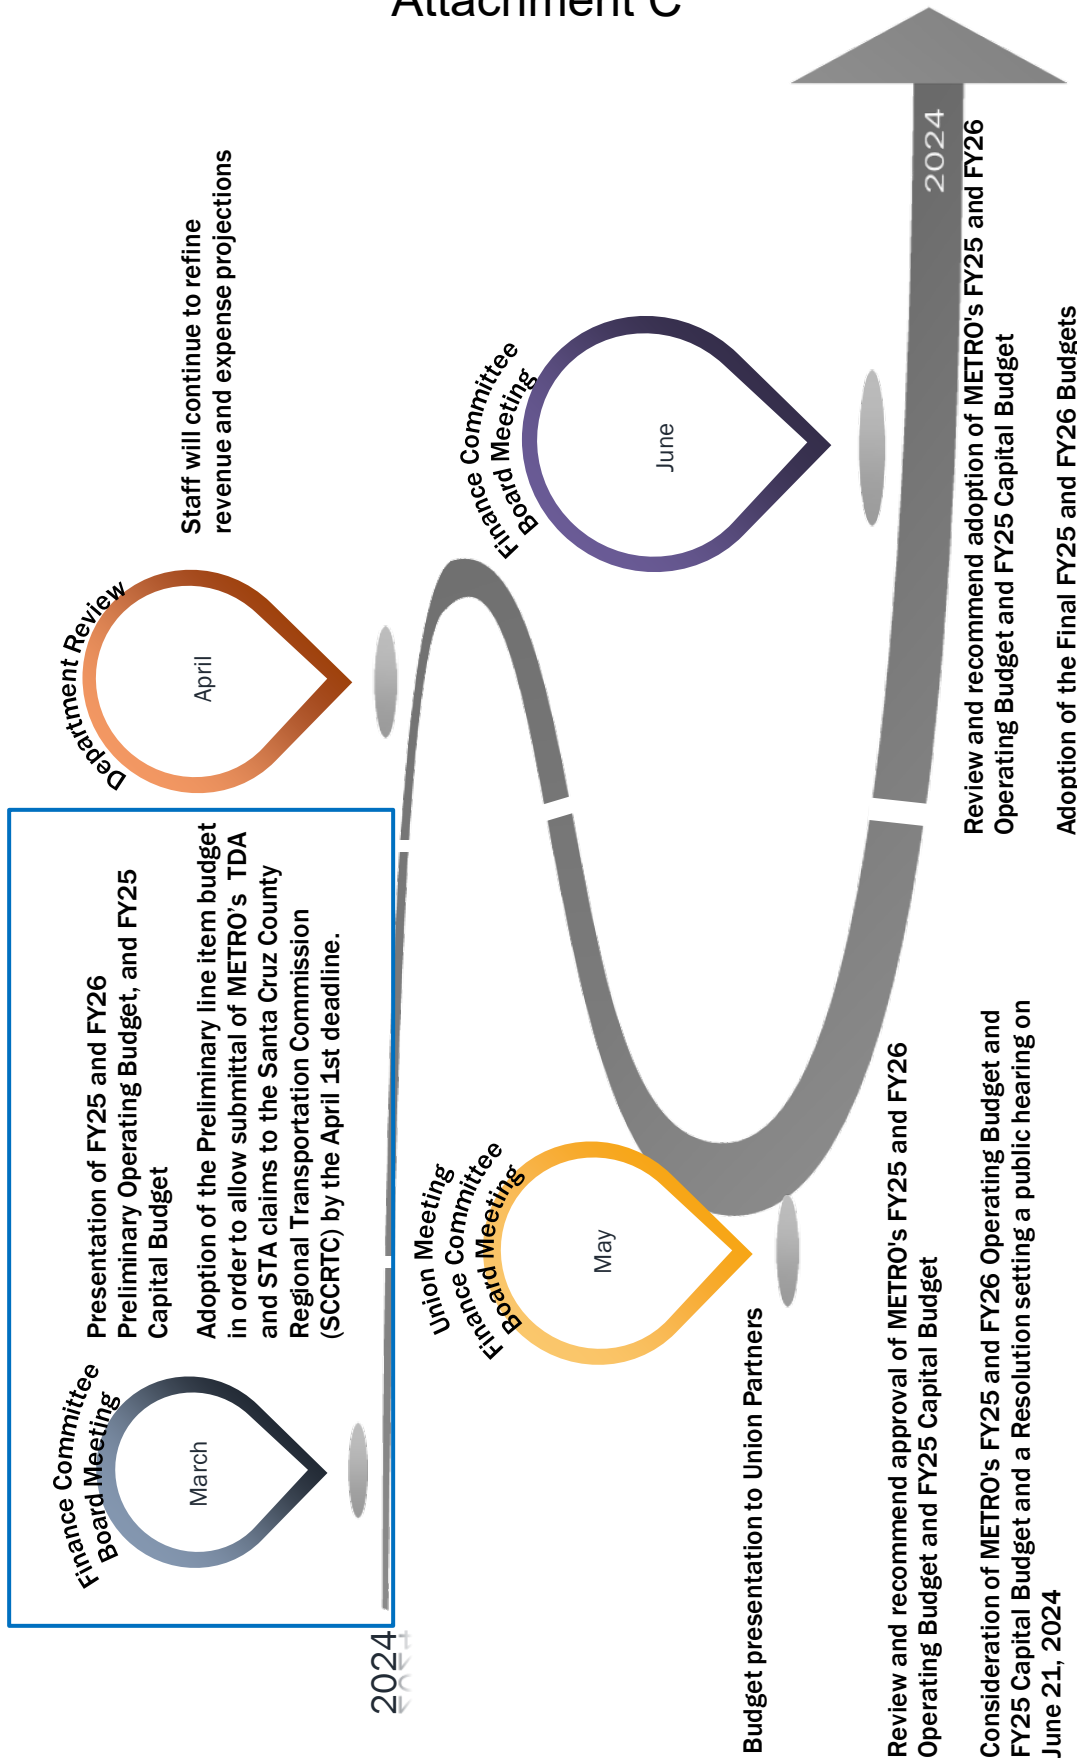 Attachment C
Finance Committee
Board Meeting
March
Presentation of FY25 and FY26
Preliminary Operating Budget, and FY25
Capital Budget
Adoption of the Preliminary line item budget
in order to allow submittal of METRO's TDA
and STA claims to the Santa Cruz County
Regional Transportation Commission
(SCCRTC) by the April 1st deadline.
Department Review
April
Staff will continue to refine
revenue and expense projections
2024
Union Meeting
Finance Committee
Board Meeting
May
Budget presentation to Union Partners
Review and recommend approval of METRO's FY25 and FY26
Operating Budget and FY25 Capital Budget
Consideration of METRO's FY25 and FY26 Operating Budget and
FY25 Capital Budget and a Resolution setting a public hearing on
June 21, 2024
Finance Committee
Board Meeting
June
2024
Review and recommend adoption of METRO's FY25 and FY26
Operating Budget and FY25 Capital Budget
Adoption of the Final FY25 and FY26 Budgets